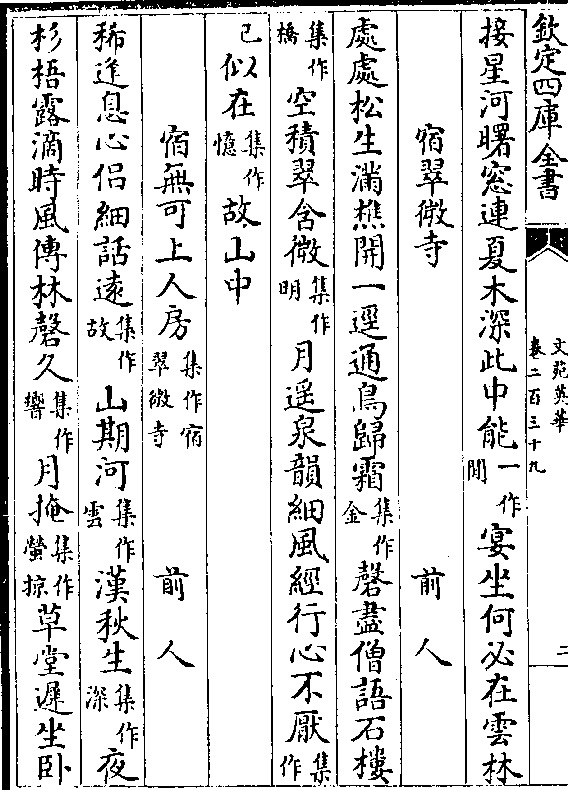 欽定四庫全書
文苑英華
卷二百三十九
二
接星河曙窓連夏木深此中能一作閒宴坐何必在雲林
宿翠微寺 前人
處處松生滿樵開一逕通鳥歸霜集作金磬盡僧語石樓
集作橋空積翠含微集作明月遥泉韻細風經行心不厭集作
已似在集作憶故山中
宿無可上人房集作宿翠微寺 前人
稀逢息心侣細話遠集作故山期河集作雲漢秋生集作深夜
杉梧露滴時風傳林磬久集作響月掩集作螢掠草堂遲坐卧